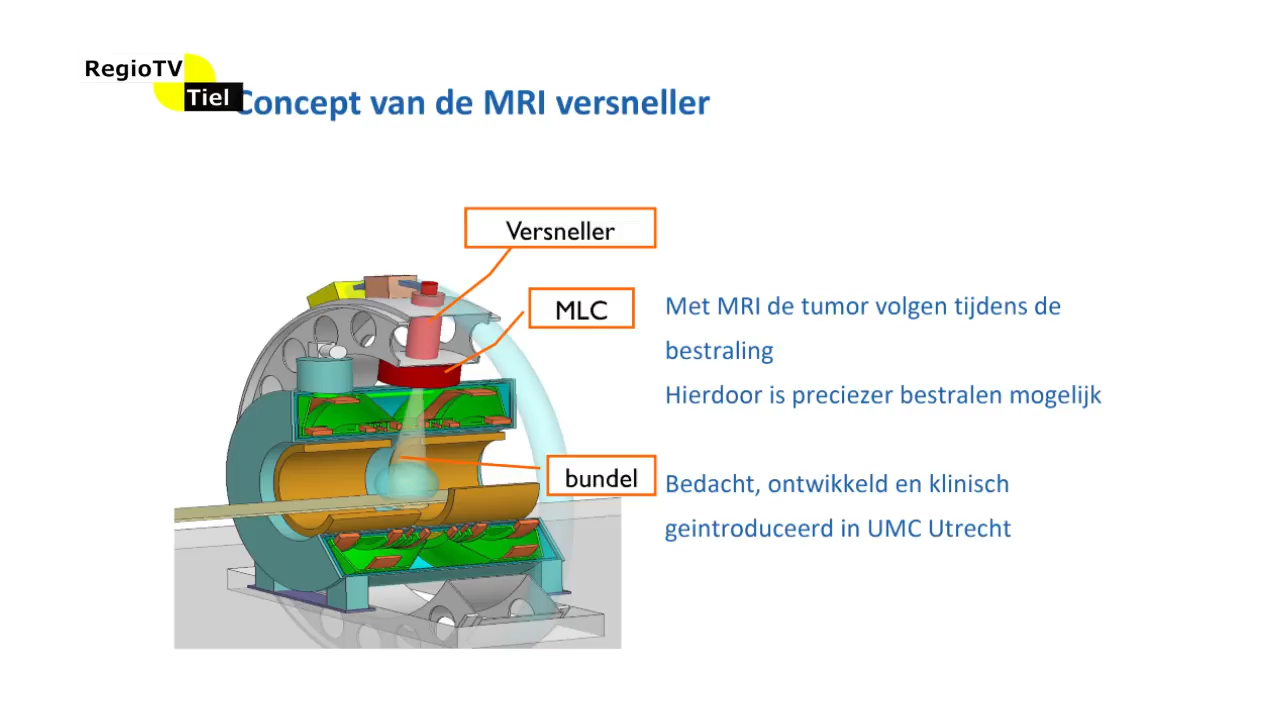 RegioTV
Tiel
Concept van de MRI versneller
Versneller
MLC
bundel
Met MRI de tumor volgen tijdens de
bestraling
Hierdoor is preciezer bestralen mogelijk
Bedacht, ontwikkeld en klinisch
geintroduceerd in UMC Utrecht